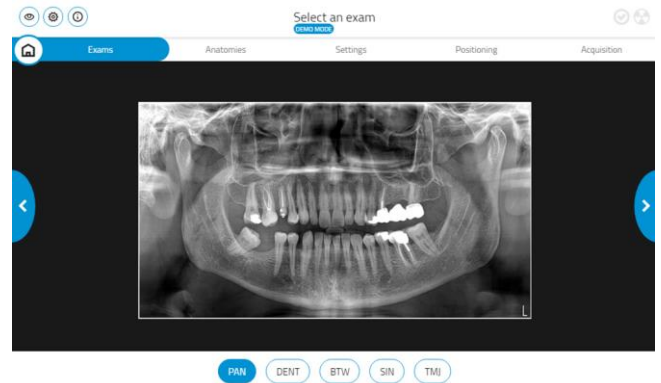 Select an exam
DEMO MODE
Exams Anatomies Settings Positioning Acquisition
L
PAN DENT BTW SIN TMJ